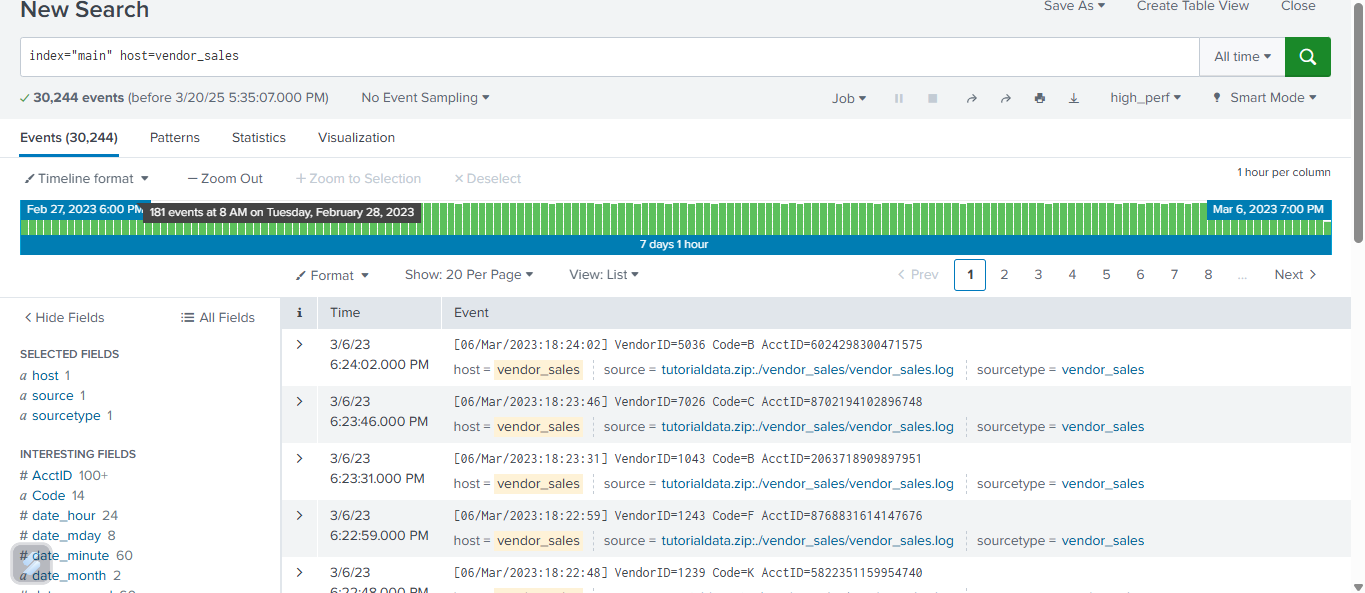 New Search
Save As ▾ Create Table View Close
index="main" host=vendor_sales
All time ▾
✓ 30,244 events (before 3/20/25 5:35:07.000 PM) No Event Sampling ▾
Job ▾ high_perf ▾ Smart Mode ▾
Events (30,244) Patterns Statistics Visualization
Timeline format ▾ — Zoom Out + Zoom to Selection × Deselect
1 hour per column
Feb 27, 2023 6:00 PM
181 events at 8 AM on Tuesday, February 28, 2023
Mar 6, 2023 7:00 PM
7 days 1 hour
Format ▾ Show: 20 Per Page ▾ View: List ▾
< Prev 1 2 3 4 5 6 7 8 ... Next >
< Hide Fields All Fields
i Time Event
SELECTED FIELDS
a host 1
a source 1
a sourcetype 1
INTERESTING FIELDS
# AcctID 100+
a Code 14
# date_hour 24
# date_mday 8
# date_minute 60
a date_month 2
> 3/6/23 6:24:02.000 PM
[06/Mar/2023:18:24:02] VendorID=5036 Code=B AcctID=6024298300471575
host = vendor_sales source = tutorialdata.zip:./vendor_sales/vendor_sales.log sourcetype = vendor_sales
> 3/6/23 6:23:46.000 PM
[06/Mar/2023:18:23:46] VendorID=7026 Code=C AcctID=8702194102896748
host = vendor_sales source = tutorialdata.zip:./vendor_sales/vendor_sales.log sourcetype = vendor_sales
> 3/6/23 6:23:31.000 PM
[06/Mar/2023:18:23:31] VendorID=1043 Code=B AcctID=2063718909897951
host = vendor_sales source = tutorialdata.zip:./vendor_sales/vendor_sales.log sourcetype = vendor_sales
> 3/6/23 6:22:59.000 PM
[06/Mar/2023:18:22:59] VendorID=1243 Code=F AcctID=8768831614147676
host = vendor_sales source = tutorialdata.zip:./vendor_sales/vendor_sales.log sourcetype = vendor_sales
> 3/6/23 6:22:48.000 PM
[06/Mar/2023:18:22:48] VendorID=1239 Code=K AcctID=5822351159954740